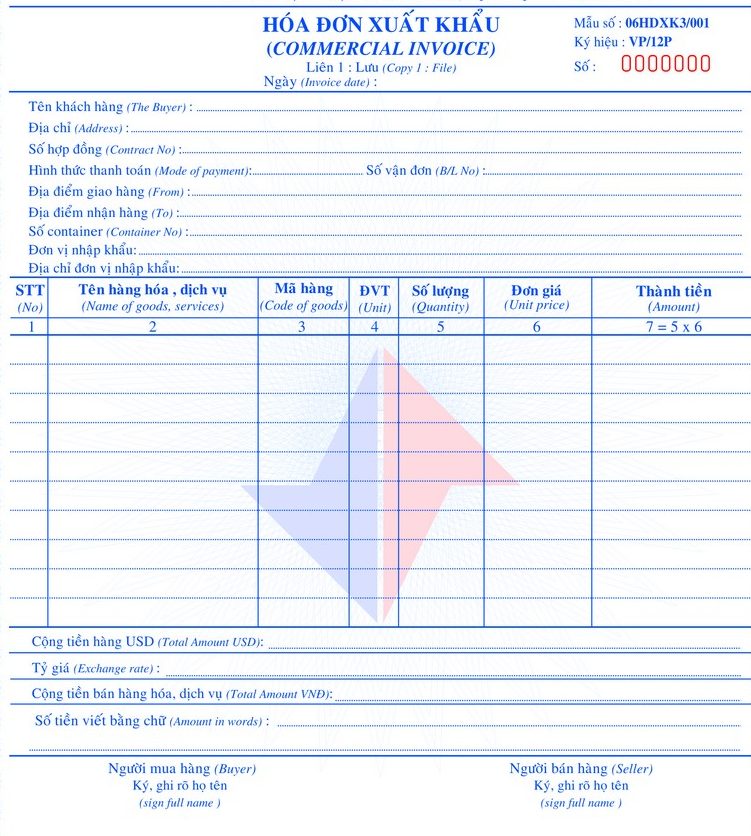 HÓA ĐƠN XUẤT KHẨU
(COMMERCIAL INVOICE)
Liên 1 : Lưu (Copy 1 : File)
Ngày (Invoice date) :
Mẫu số : 06HDXK3/001
Ký hiệu : VP/12P
Số : 0000000
Tên khách hàng (The Buyer) :
Địa chỉ (Address) :
Số hợp đồng (Contract No) :
Hình thức thanh toán (Mode of payment): Số vận đơn (B/L No) :
Địa điểm giao hàng (From) :
Địa điểm nhận hàng (To) :
Số container (Container No) :
Đơn vị nhập khẩu:
Địa chỉ đơn vị nhập khẩu:
STT Tên hàng hóa , dịch vụ Mã hàng ĐVT Số lượng Đơn giá Thành tiền
(No) (Name of goods, services) (Code of goods) (Unit) (Quantity) (Unit price) (Amount)
1 2 3 4 5 6 7 = 5 x 6
Cộng tiền hàng USD (Total Amount USD):
Tỷ giá (Exchange rate) :
Cộng tiền bán hàng hóa, dịch vụ (Total Amount VNĐ):
Số tiền viết bằng chữ (Amount in words) :
Người mua hàng (Buyer) Người bán hàng (Seller)
Ký, ghi rõ họ tên Ký, ghi rõ họ tên
(sign full name ) (sign full name )